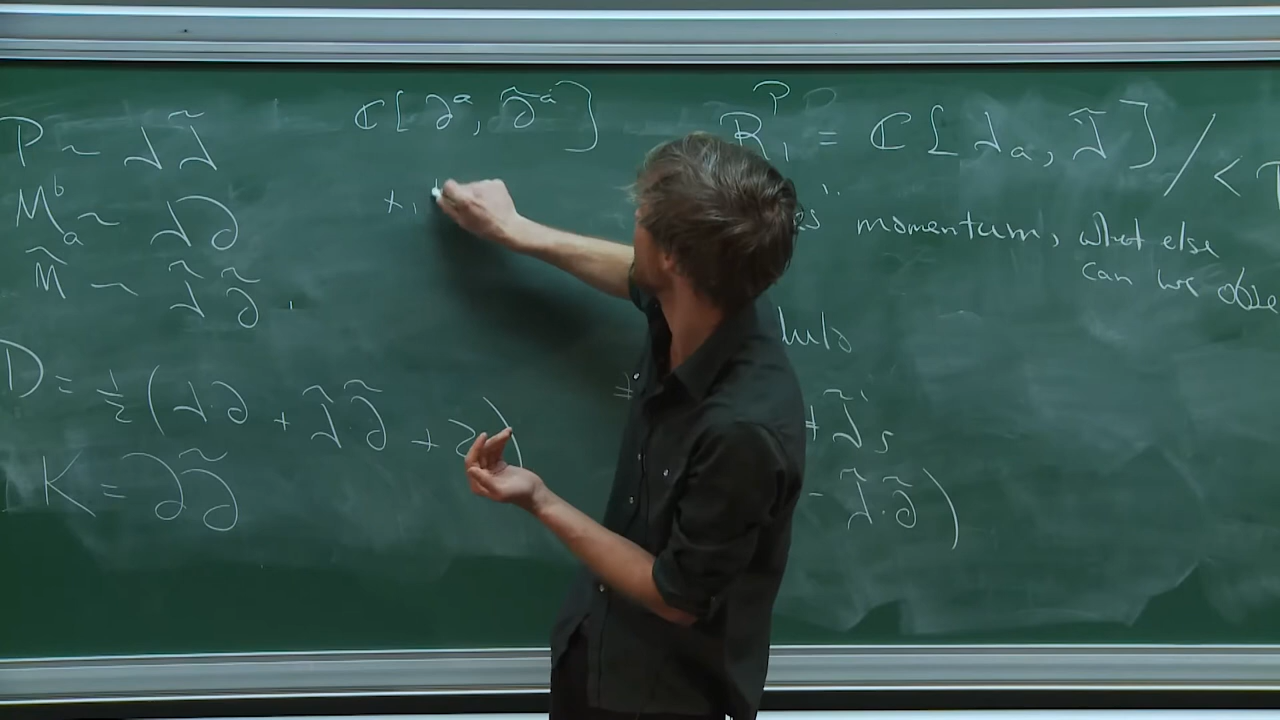 P ~ λ λ̃
M_a^b ~ λ ∂
M̃ ~ λ̃ ∂̃
D = 1/2 (λ·∂ + λ̃·∂̃ + 2)
K = ∂ ∂̃
ℂ[∂^a, ∂̃^ȧ]
x,
R_1^P = ℂ[λ_a, λ̃] / <
momentum, what else
can we
≠
+ λ̃'s
- λ̃·∂̃)